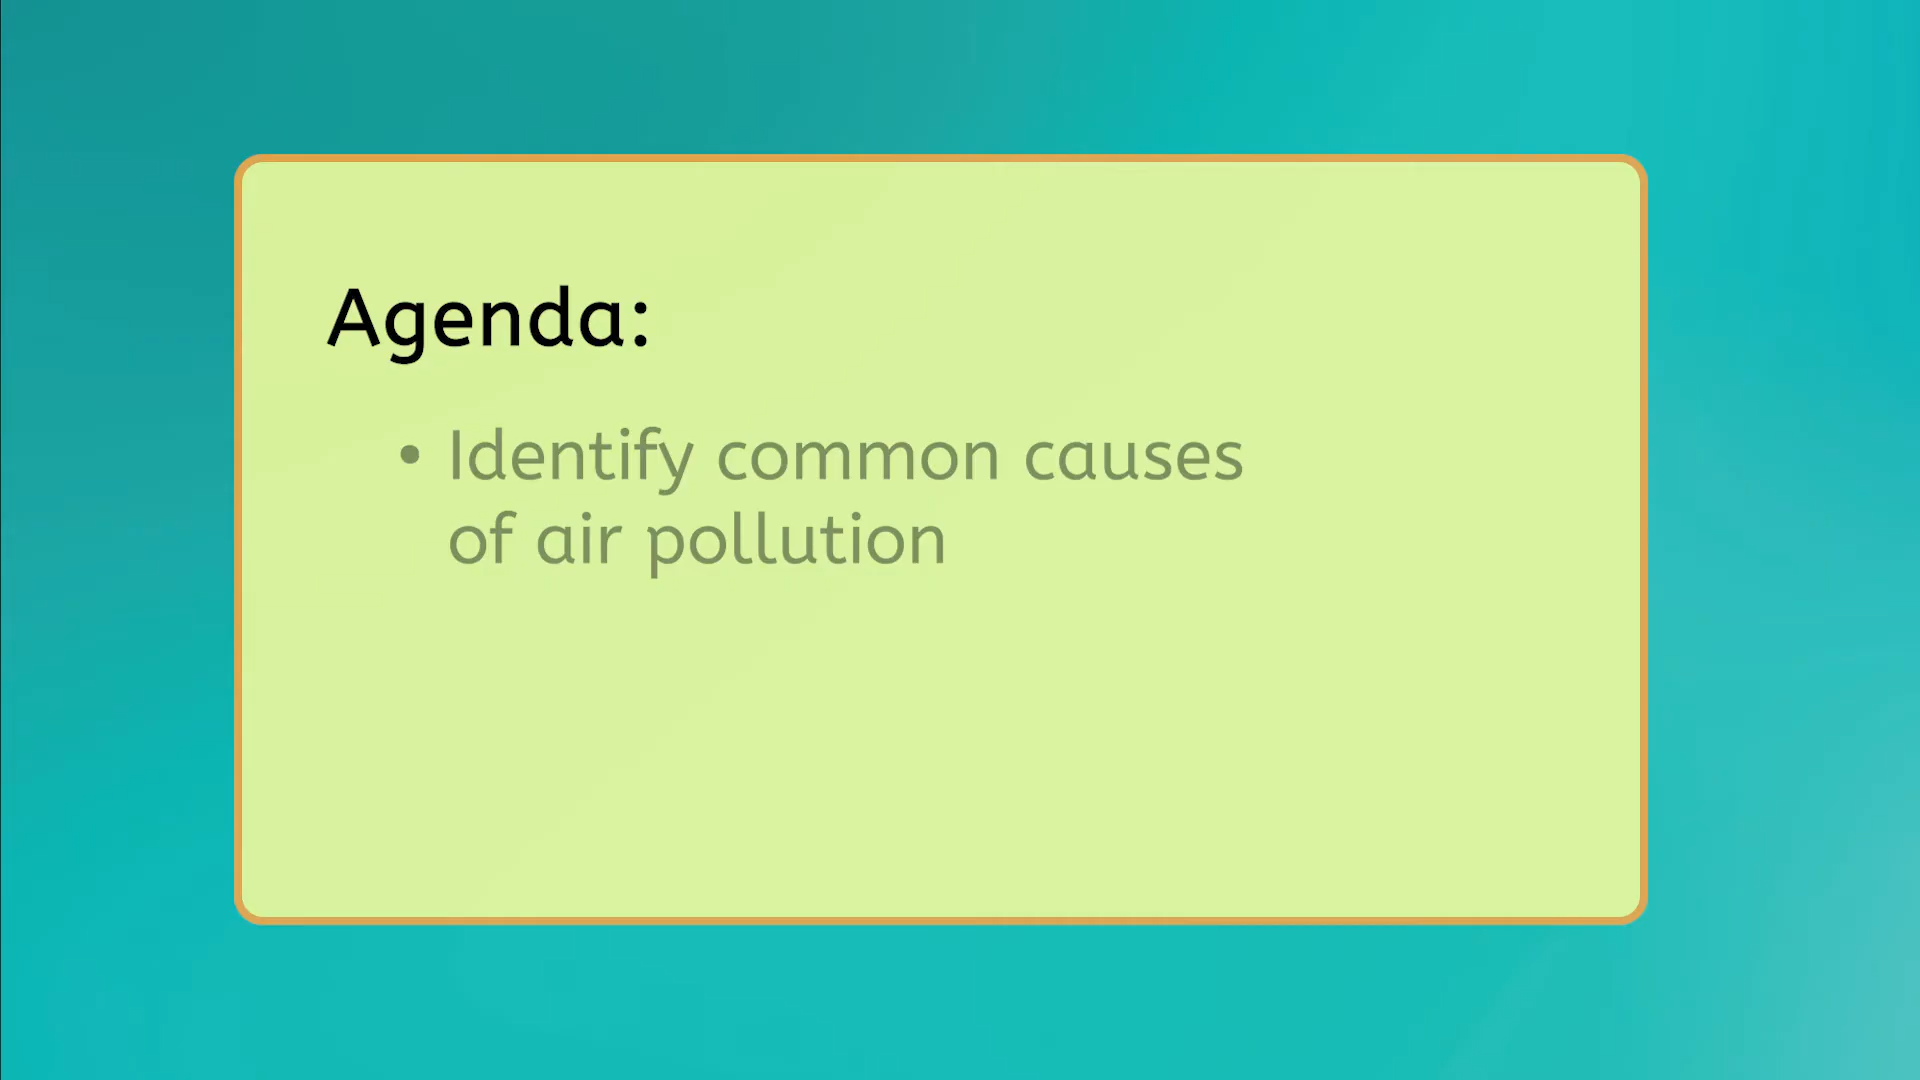 Agenda:
• Identify common causes
of air pollution